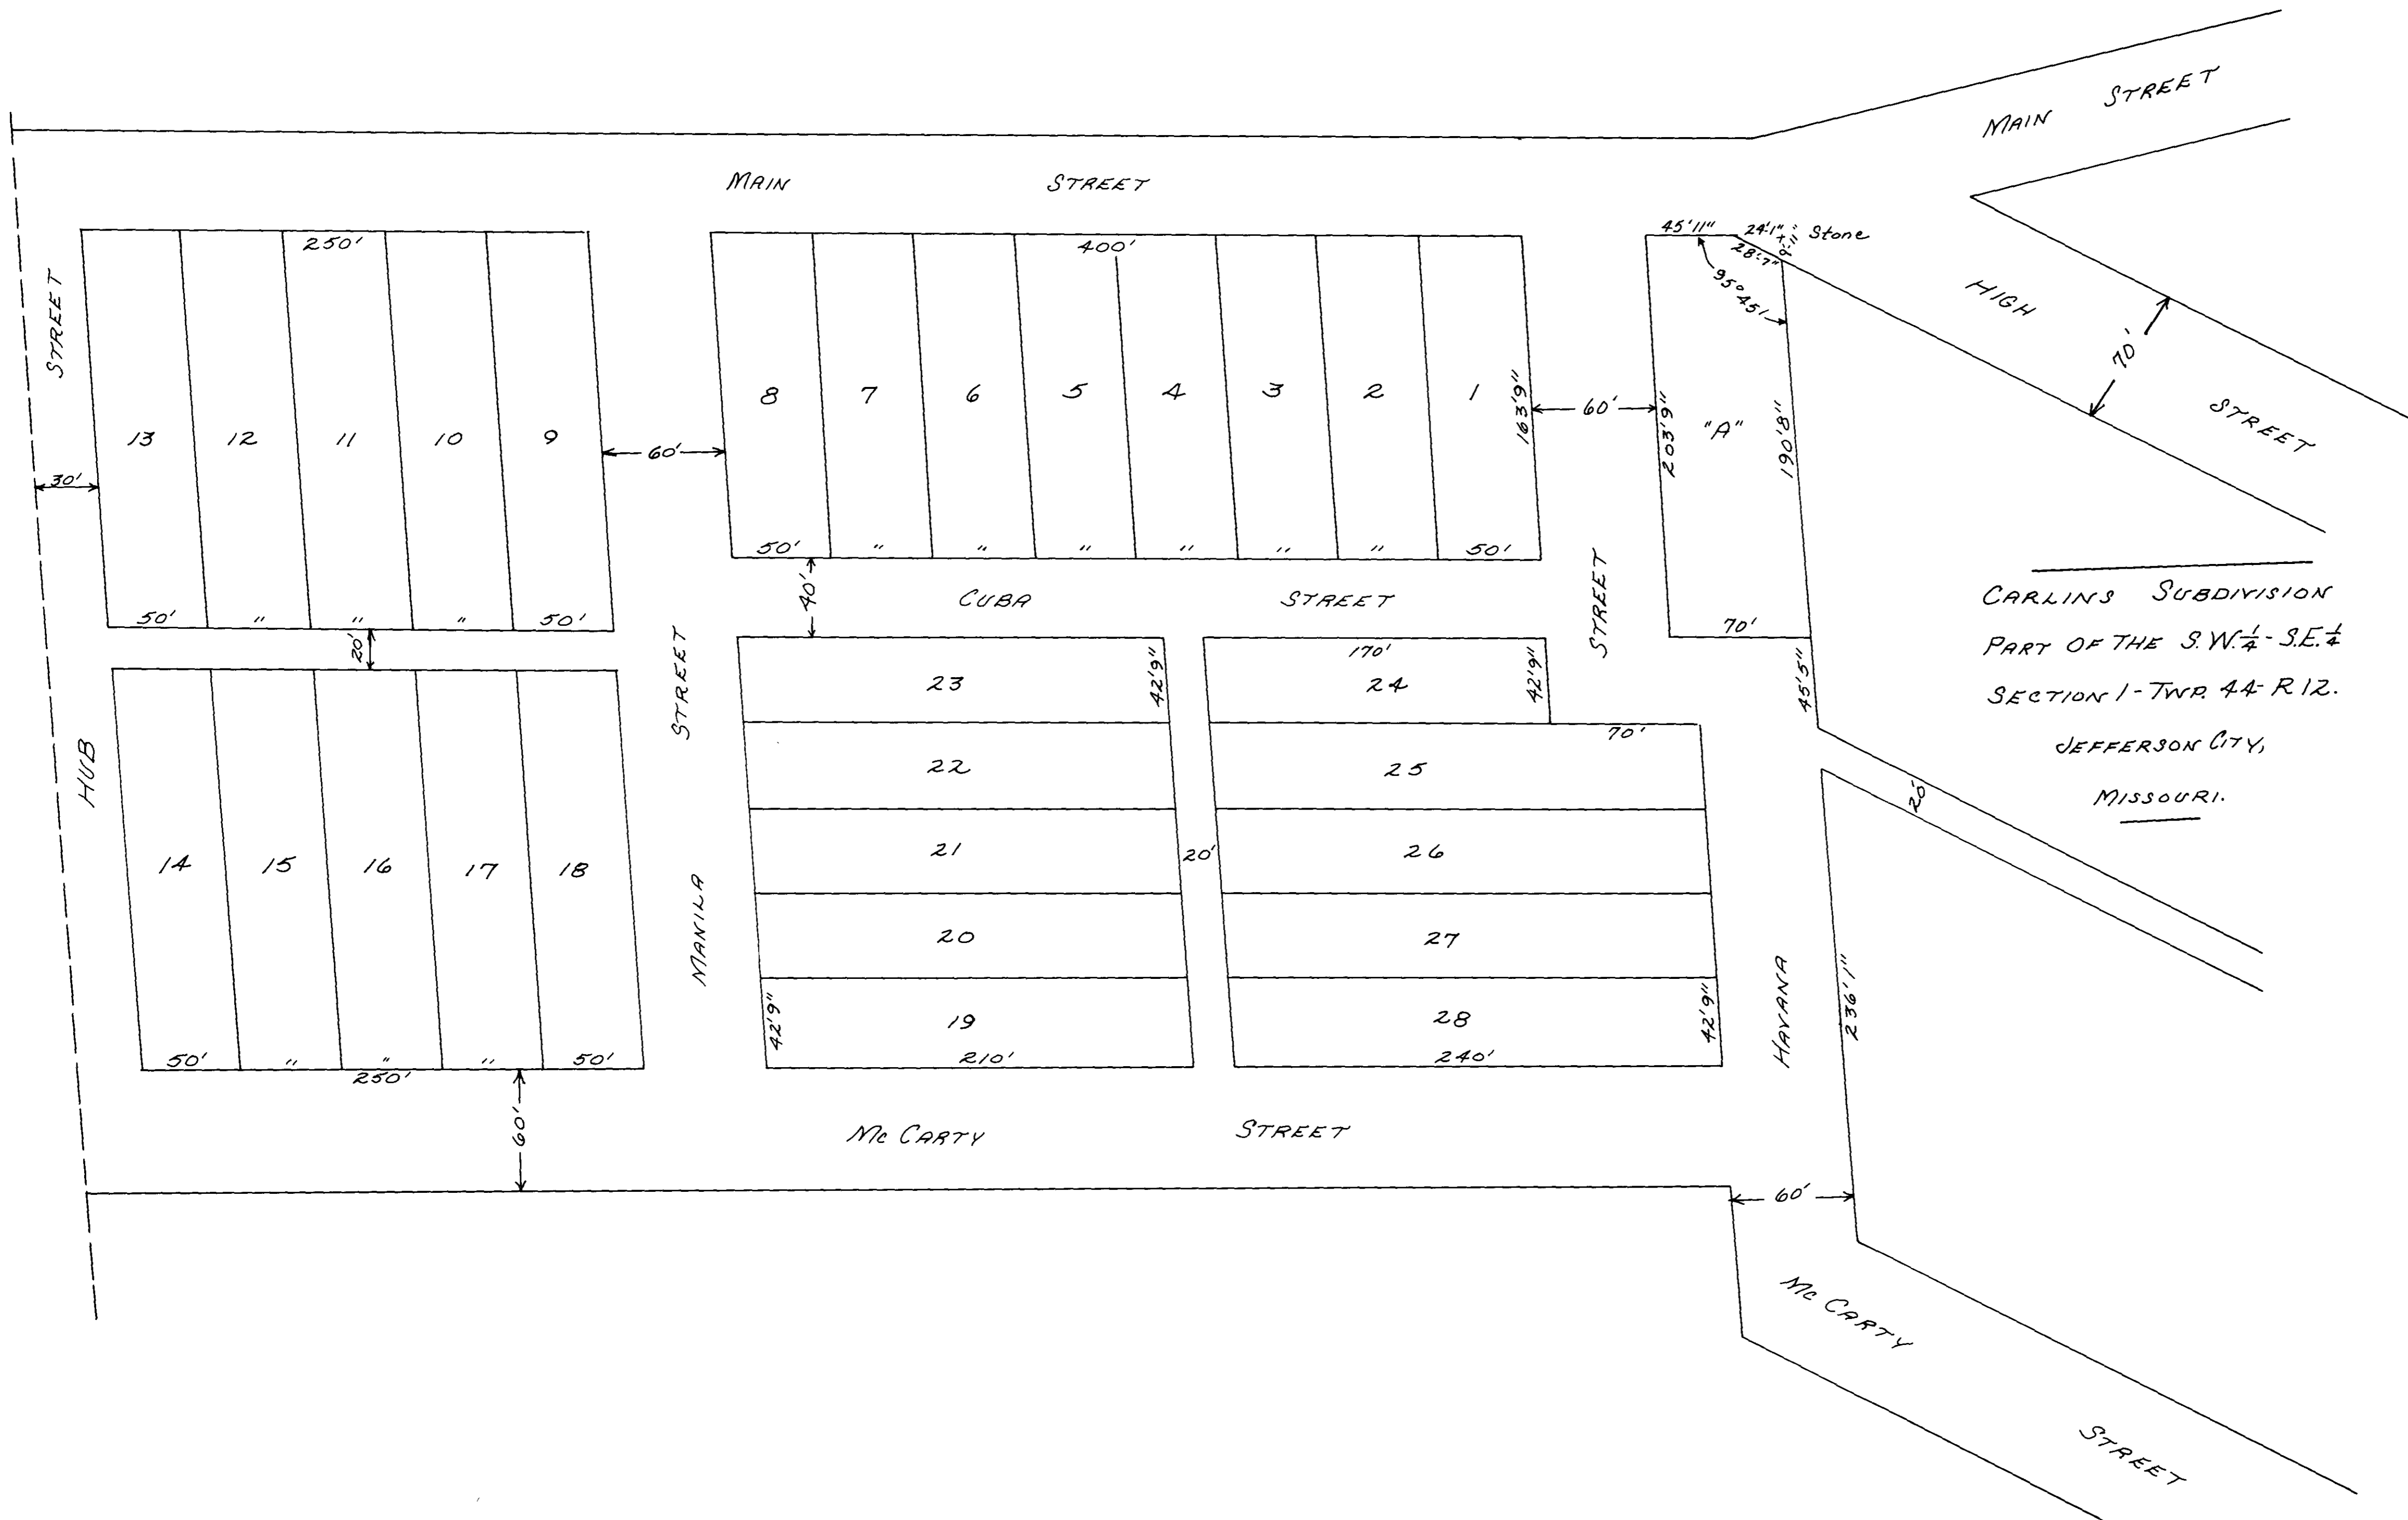 MAIN STREET
MAIN STREET
45'11" 24'1" Stone
28'-7"
95°45'
250'
400'
HIGH STREET
70'
STREET
HUB
13 12 11 10 9
8 7 6 5 4 3 2 1
163'9"
60'
60'
203'9"
"A"
190'8"
30'
50' " " " " " " 50'
40'
CUBA STREET
STREET
50' " " " 50'
20'
70'
45'5"
CARLINS SUBDIVISION
PART OF THE S.W.¼-S.E.¼
SECTION 1-TWP. 44-R12.
JEFFERSON CITY,
MISSOURI.
STREET
MANILA
23
42'9"
170'
24
42'9"
22
70'
25
20'
14 15 16 17 18
21
20'
26
20
27
HAVANA
236'1"
42'9"
19
210'
28
240'
42'9"
50' " " " 50'
250'
60'
Mc CARTY STREET
60'
Mc CARTY
STREET